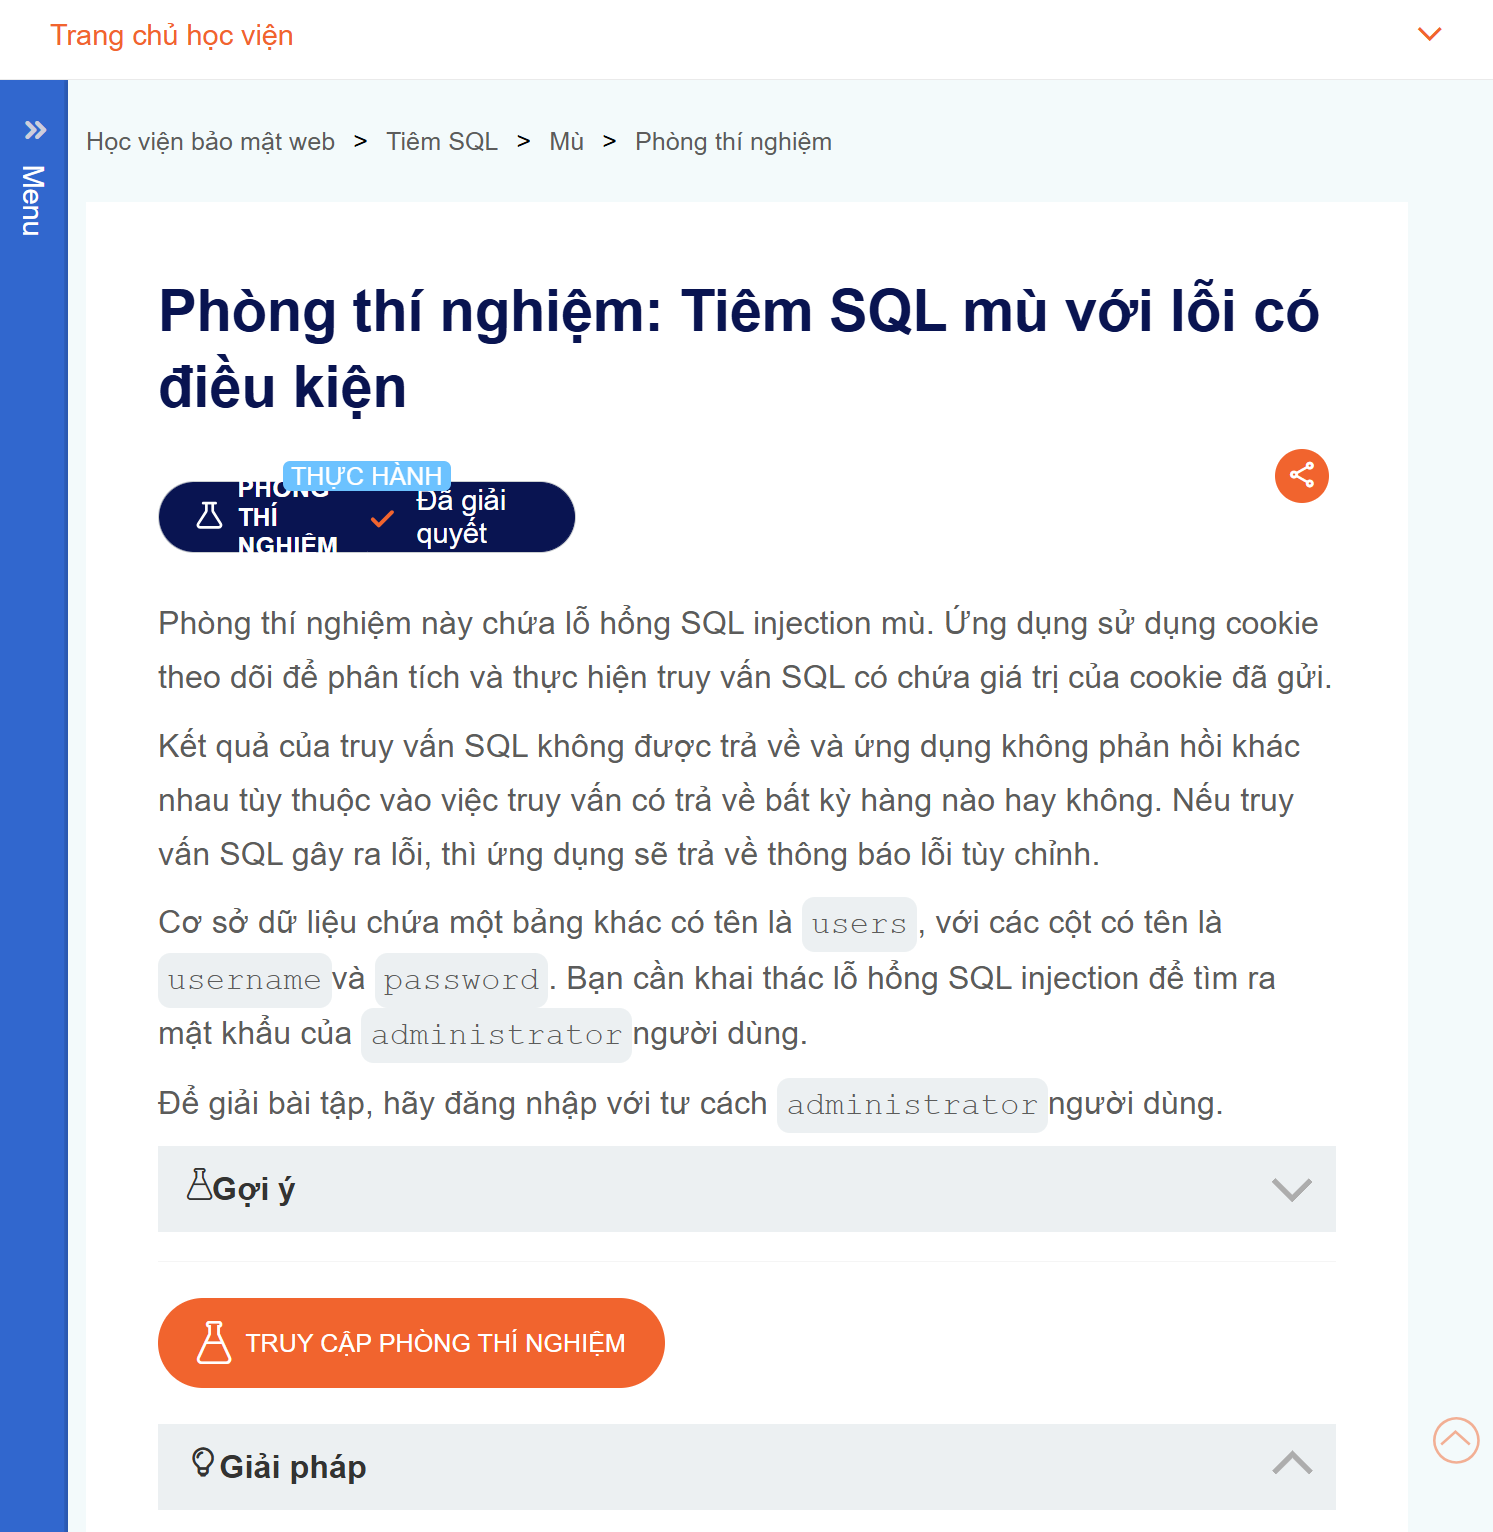 Trang chủ học viện
Menu
Học viện bảo mật web > Tiêm SQL > Mù > Phòng thí nghiệm
Phòng thí nghiệm: Tiêm SQL mù với lỗi có
điều kiện
THỰC HÀNH
PHÒNG
THÍ
NGHIỆM
Đã giải
quyết
Phòng thí nghiệm này chứa lỗ hổng SQL injection mù. Ứng dụng sử dụng cookie
theo dõi để phân tích và thực hiện truy vấn SQL có chứa giá trị của cookie đã gửi.
Kết quả của truy vấn SQL không được trả về và ứng dụng không phản hồi khác
nhau tùy thuộc vào việc truy vấn có trả về bất kỳ hàng nào hay không. Nếu truy
vấn SQL gây ra lỗi, thì ứng dụng sẽ trả về thông báo lỗi tùy chỉnh.
Cơ sở dữ liệu chứa một bảng khác có tên là users, với các cột có tên là
username và password. Bạn cần khai thác lỗ hổng SQL injection để tìm ra
mật khẩu của administrator người dùng.
Để giải bài tập, hãy đăng nhập với tư cách administrator người dùng.
Gợi ý
TRUY CẬP PHÒNG THÍ NGHIỆM
Giải pháp